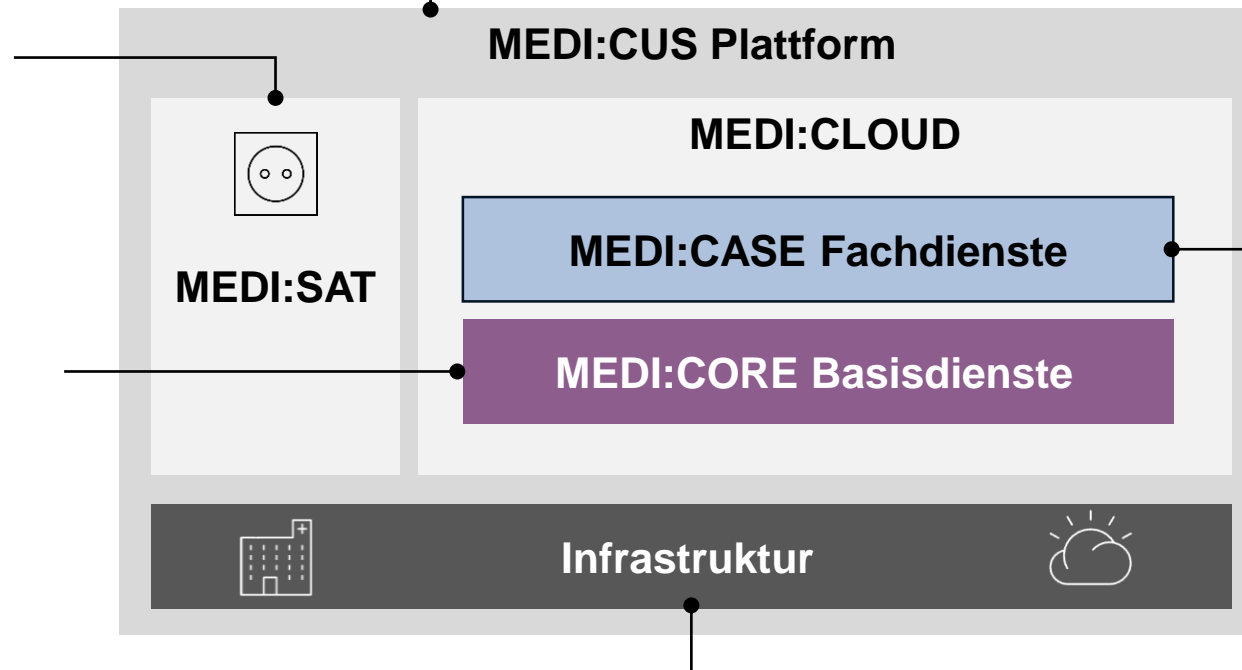 MEDI:CUS Plattform
MEDI:CLOUD
MEDI:CASE Fachdienste
MEDI:SAT
MEDI:CORE Basisdienste
Infrastruktur